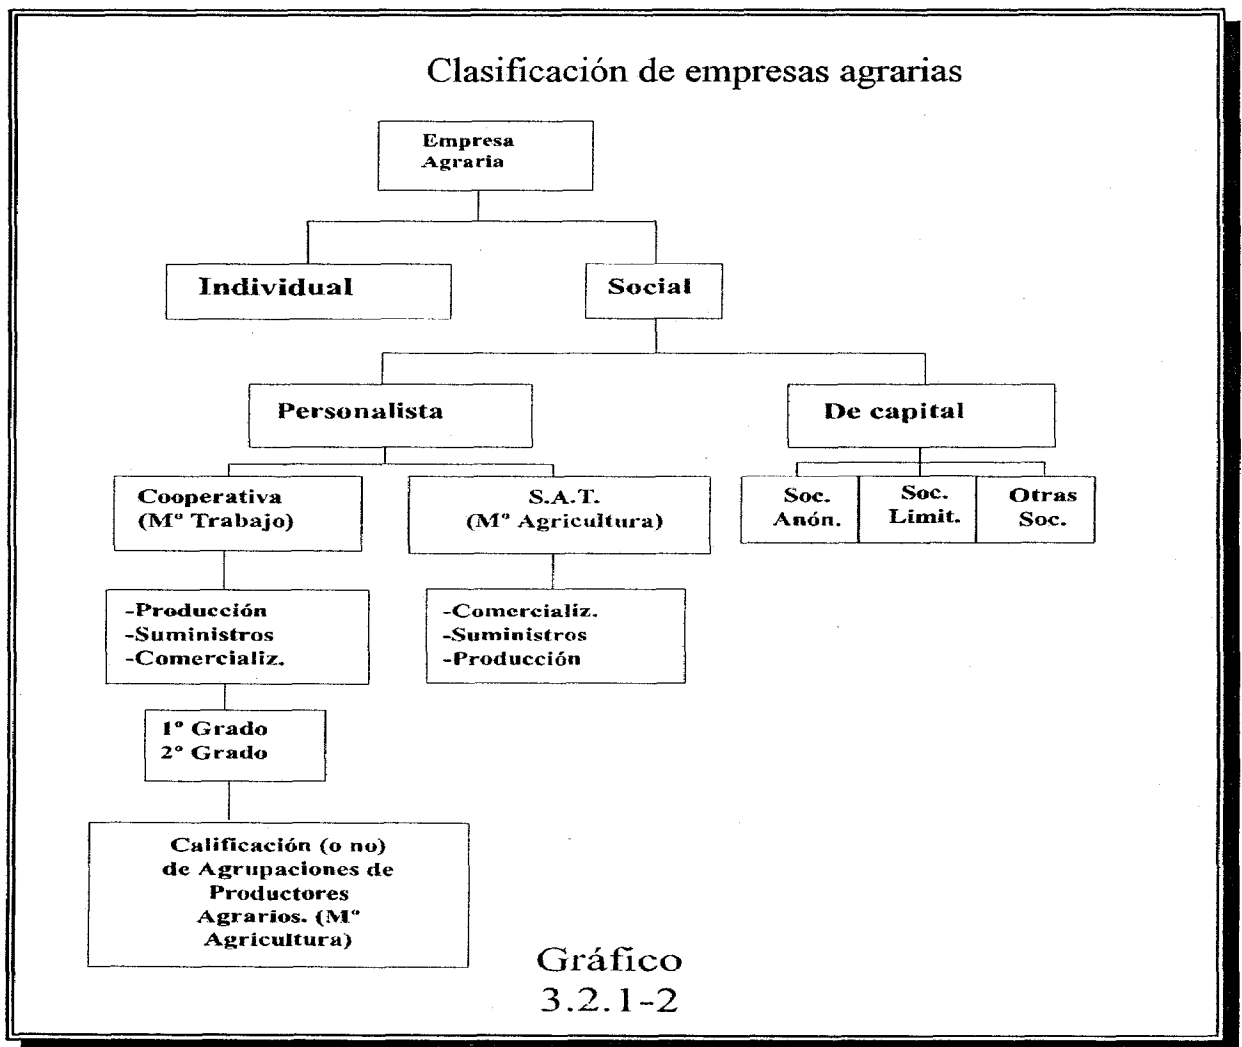 Clasificación de empresas agrarias
Empresa
Agraria
Individual
Social
Personalista
De capital
Cooperativa
(Mº Trabajo)
S.A.T.
(Mº Agricultura)
Soc.
Anón.
Soc.
Limit.
Otras
Soc.
-Producción
-Suministros
-Comercializ.
-Comercializ.
-Suministros
-Producción
1º Grado
2º Grado
Calificación (o no)
de Agrupaciones de
Productores
Agrarios. (Mº
Agricultura)
Gráfico
3.2.1-2